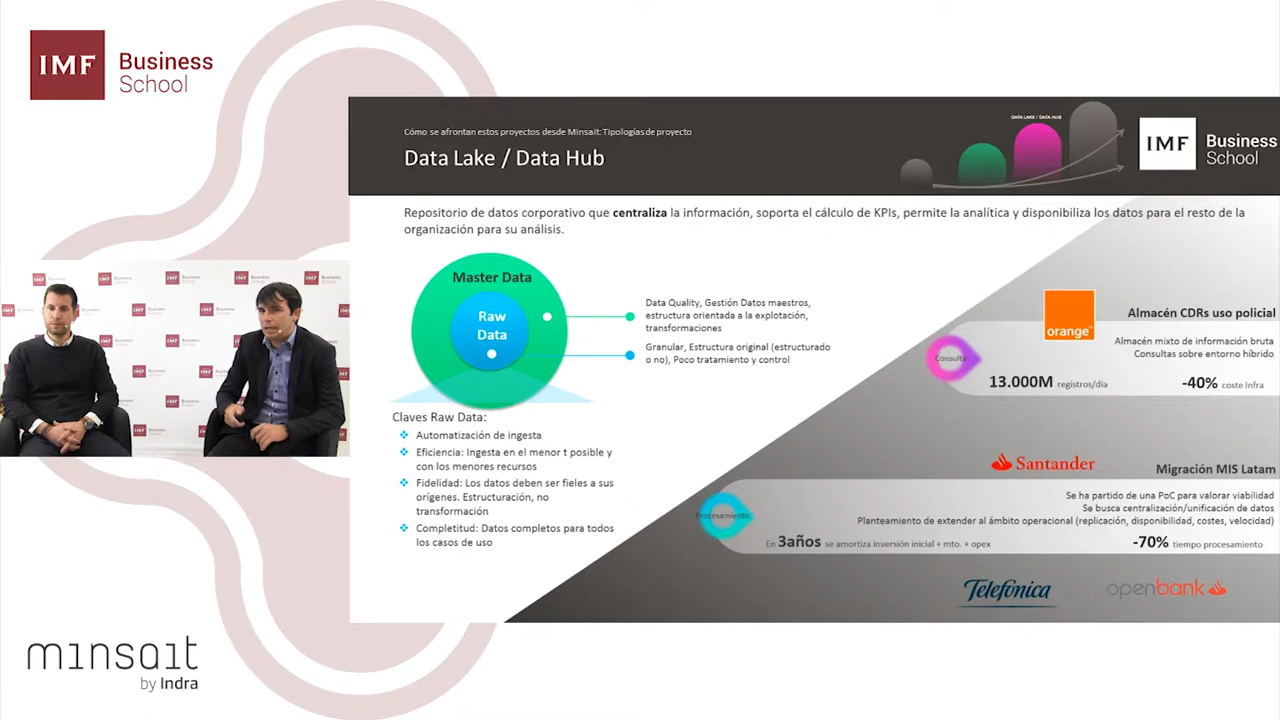 IMF Business
School
Cómo se afrontan estos proyectos desde Minsait: Tipologías de proyecto
Data Lake / Data Hub
DATA LAKE / DATA HUB
IMF Business
School
Repositorio de datos corporativo que centraliza la información, soporta el cálculo de KPIs, permite la analítica y disponibiliza los datos para el resto de la
organización para su análisis.
Master Data
Raw
Data
Data Quality, Gestión Datos maestros,
estructura orientada a la explotación,
transformaciones
Granular, Estructura original (estructurado
o no), Poco tratamiento y control
Claves Raw Data:
Automatización de ingesta
Eficiencia: Ingesta en el menor t posible y
con los menores recursos
Fidelidad: Los datos deben ser fieles a sus
orígenes. Estructuración, no
transformación
Completitud: Datos completos para todos
los casos de uso
orange™
Almacén CDRs uso policial
Almacén mixto de información bruta
Consultas sobre entorno híbrido
Consulta
13.000M registros/día
-40% coste Infra
Santander
Migración MIS Latam
Se ha partido de una PoC para valorar viabilidad
Se busca centralización/unificación de datos
Planteamiento de extender al ámbito operacional (replicación, disponibilidad, costes, velocidad)
Procesamiento
En 3años se amortiza inversión inicial + mto. + opex
-70% tiempo procesamiento
Telefónica
openbank
minsait
by Indra